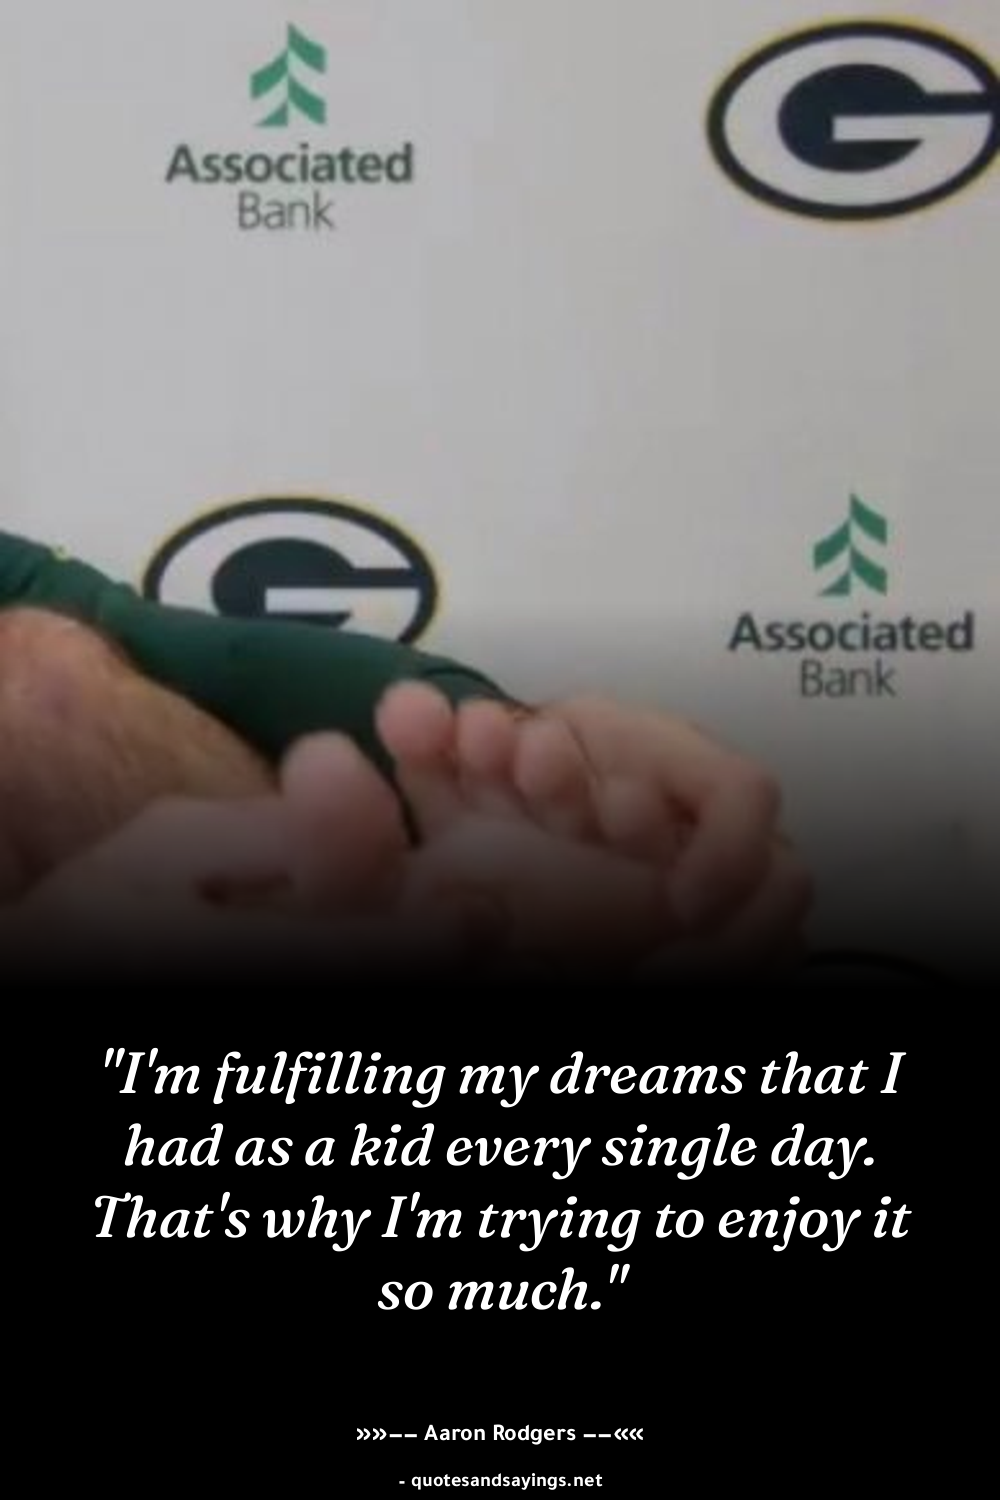 Associated
Bank
G
G
Associated
Bank
"I'm fulfilling my dreams that I
had as a kid every single day.
That's why I'm trying to enjoy it
so much."
»»−− Aaron Rodgers −−««
- quotesandsayings.net